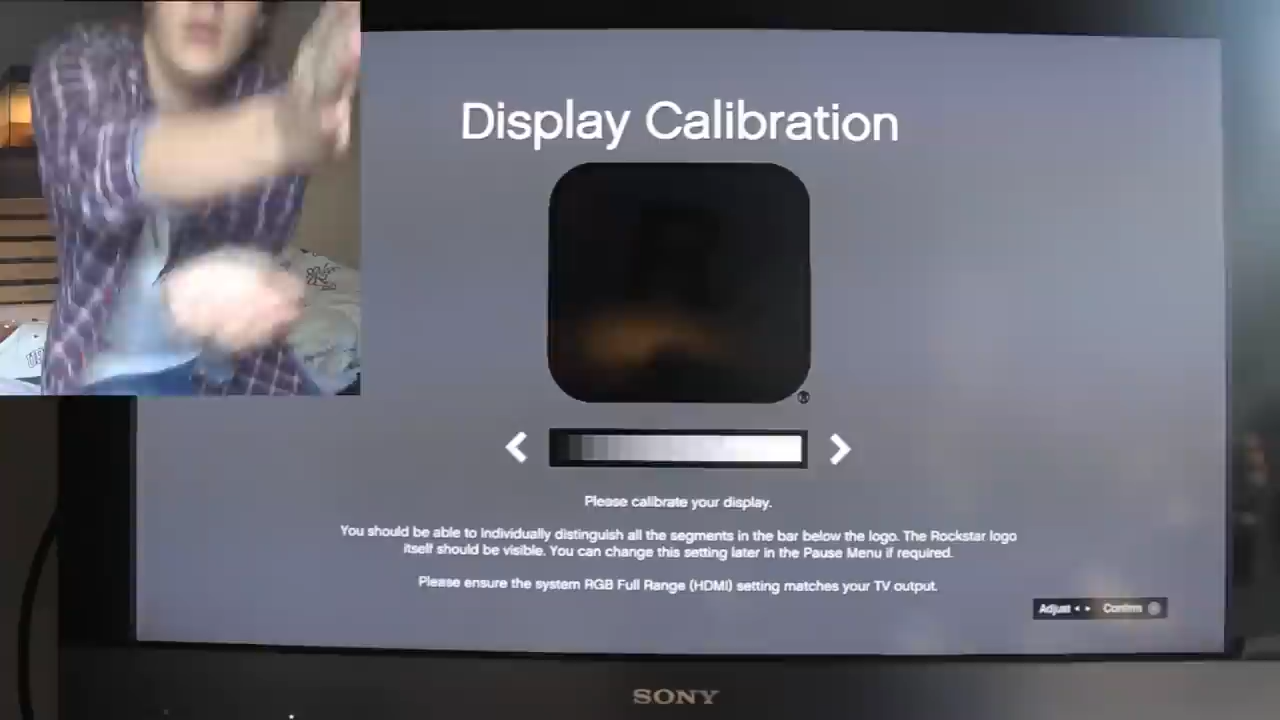 Display Calibration
Please calibrate your display.
You should be able to individually distinguish all the segments in the bar below the logo. The Rockstar logo
itself should be visible. You can change this setting later in the Pause Menu if required.
Please ensure the system RGB Full Range (HDMI) setting matches your TV output.
Adjust Confirm
SONY